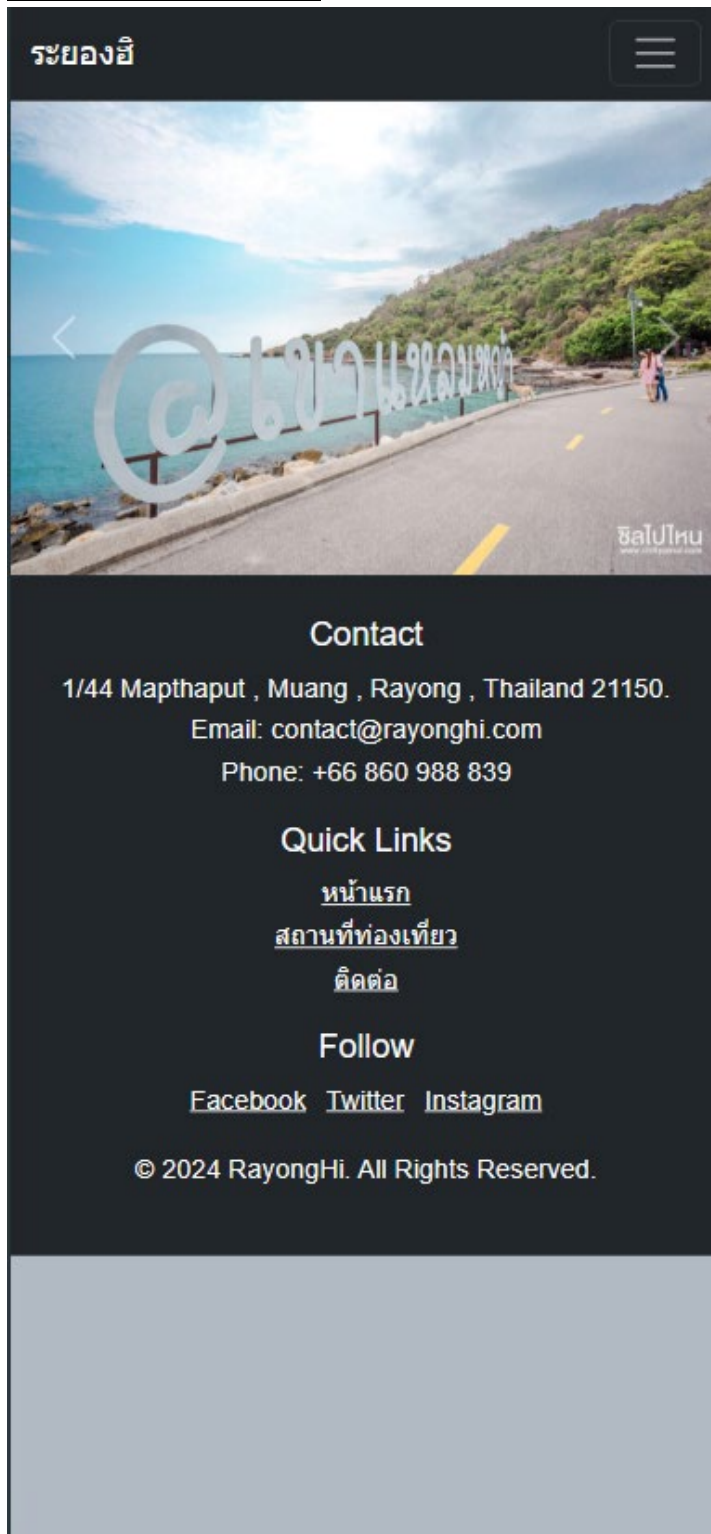 ระยองฮิ
@เขาแหลมหญ้า
ชิลไปไหน
Contact
1/44 Mapthaput , Muang , Rayong , Thailand 21150.
Email: contact@rayonghi.com
Phone: +66 860 988 839
Quick Links
หน้าแรก
สถานที่ท่องเที่ยว
ติดต่อ
Follow
Facebook Twitter Instagram
© 2024 RayongHi. All Rights Reserved.